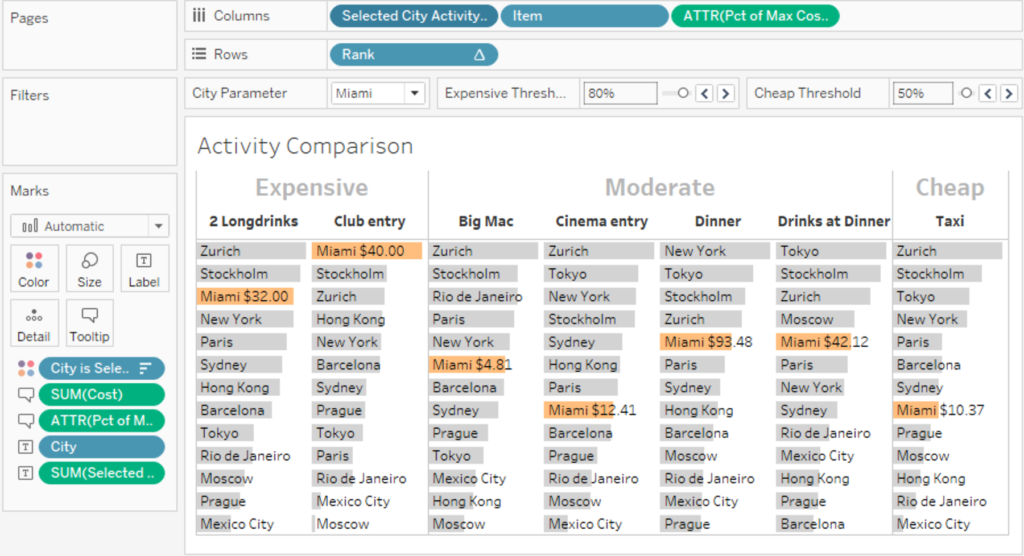 Pages
Columns
Selected City Activity..
Item
ATTR(Pct of Max Cos..
Rows
Rank
Filters
City Parameter
Miami
Expensive Thresh...
80%
Cheap Threshold
50%
Marks
Automatic
Color
Size
Label
Detail
Tooltip
City is Sele..
SUM(Cost)
ATTR(Pct of M..
City
SUM(Selected ..
Activity Comparison
Expensive Moderate Cheap
2 Longdrinks Club entry Big Mac Cinema entry Dinner Drinks at Dinner Taxi
Zurich Miami $40.00 Zurich Zurich New York Tokyo Zurich
Stockholm Stockholm Stockholm Tokyo Tokyo Stockholm Stockholm
Miami $32.00 Zurich Rio de Janeiro New York Stockholm Zurich Tokyo
New York Hong Kong Paris Stockholm Zurich Moscow New York
Paris New York New York Sydney Miami $93.48 Miami $42.12 Paris
Sydney Barcelona Miami $4.81 Hong Kong Paris Paris Barcelona
Hong Kong Sydney Barcelona Paris Sydney New York Sydney
Barcelona Prague Sydney Miami $12.41 Hong Kong Sydney Miami $10.37
Tokyo Tokyo Prague Barcelona Barcelona Rio de Janeiro Prague
Rio de Janeiro Paris Tokyo Prague Moscow Mexico City Moscow
Moscow Rio de Janeiro Mexico City Rio de Janeiro Rio de Janeiro Hong Kong Hong Kong
Prague Mexico City Hong Kong Moscow Mexico City Prague Rio de Janeiro
Mexico City Moscow Moscow Mexico City Prague Barcelona Mexico City